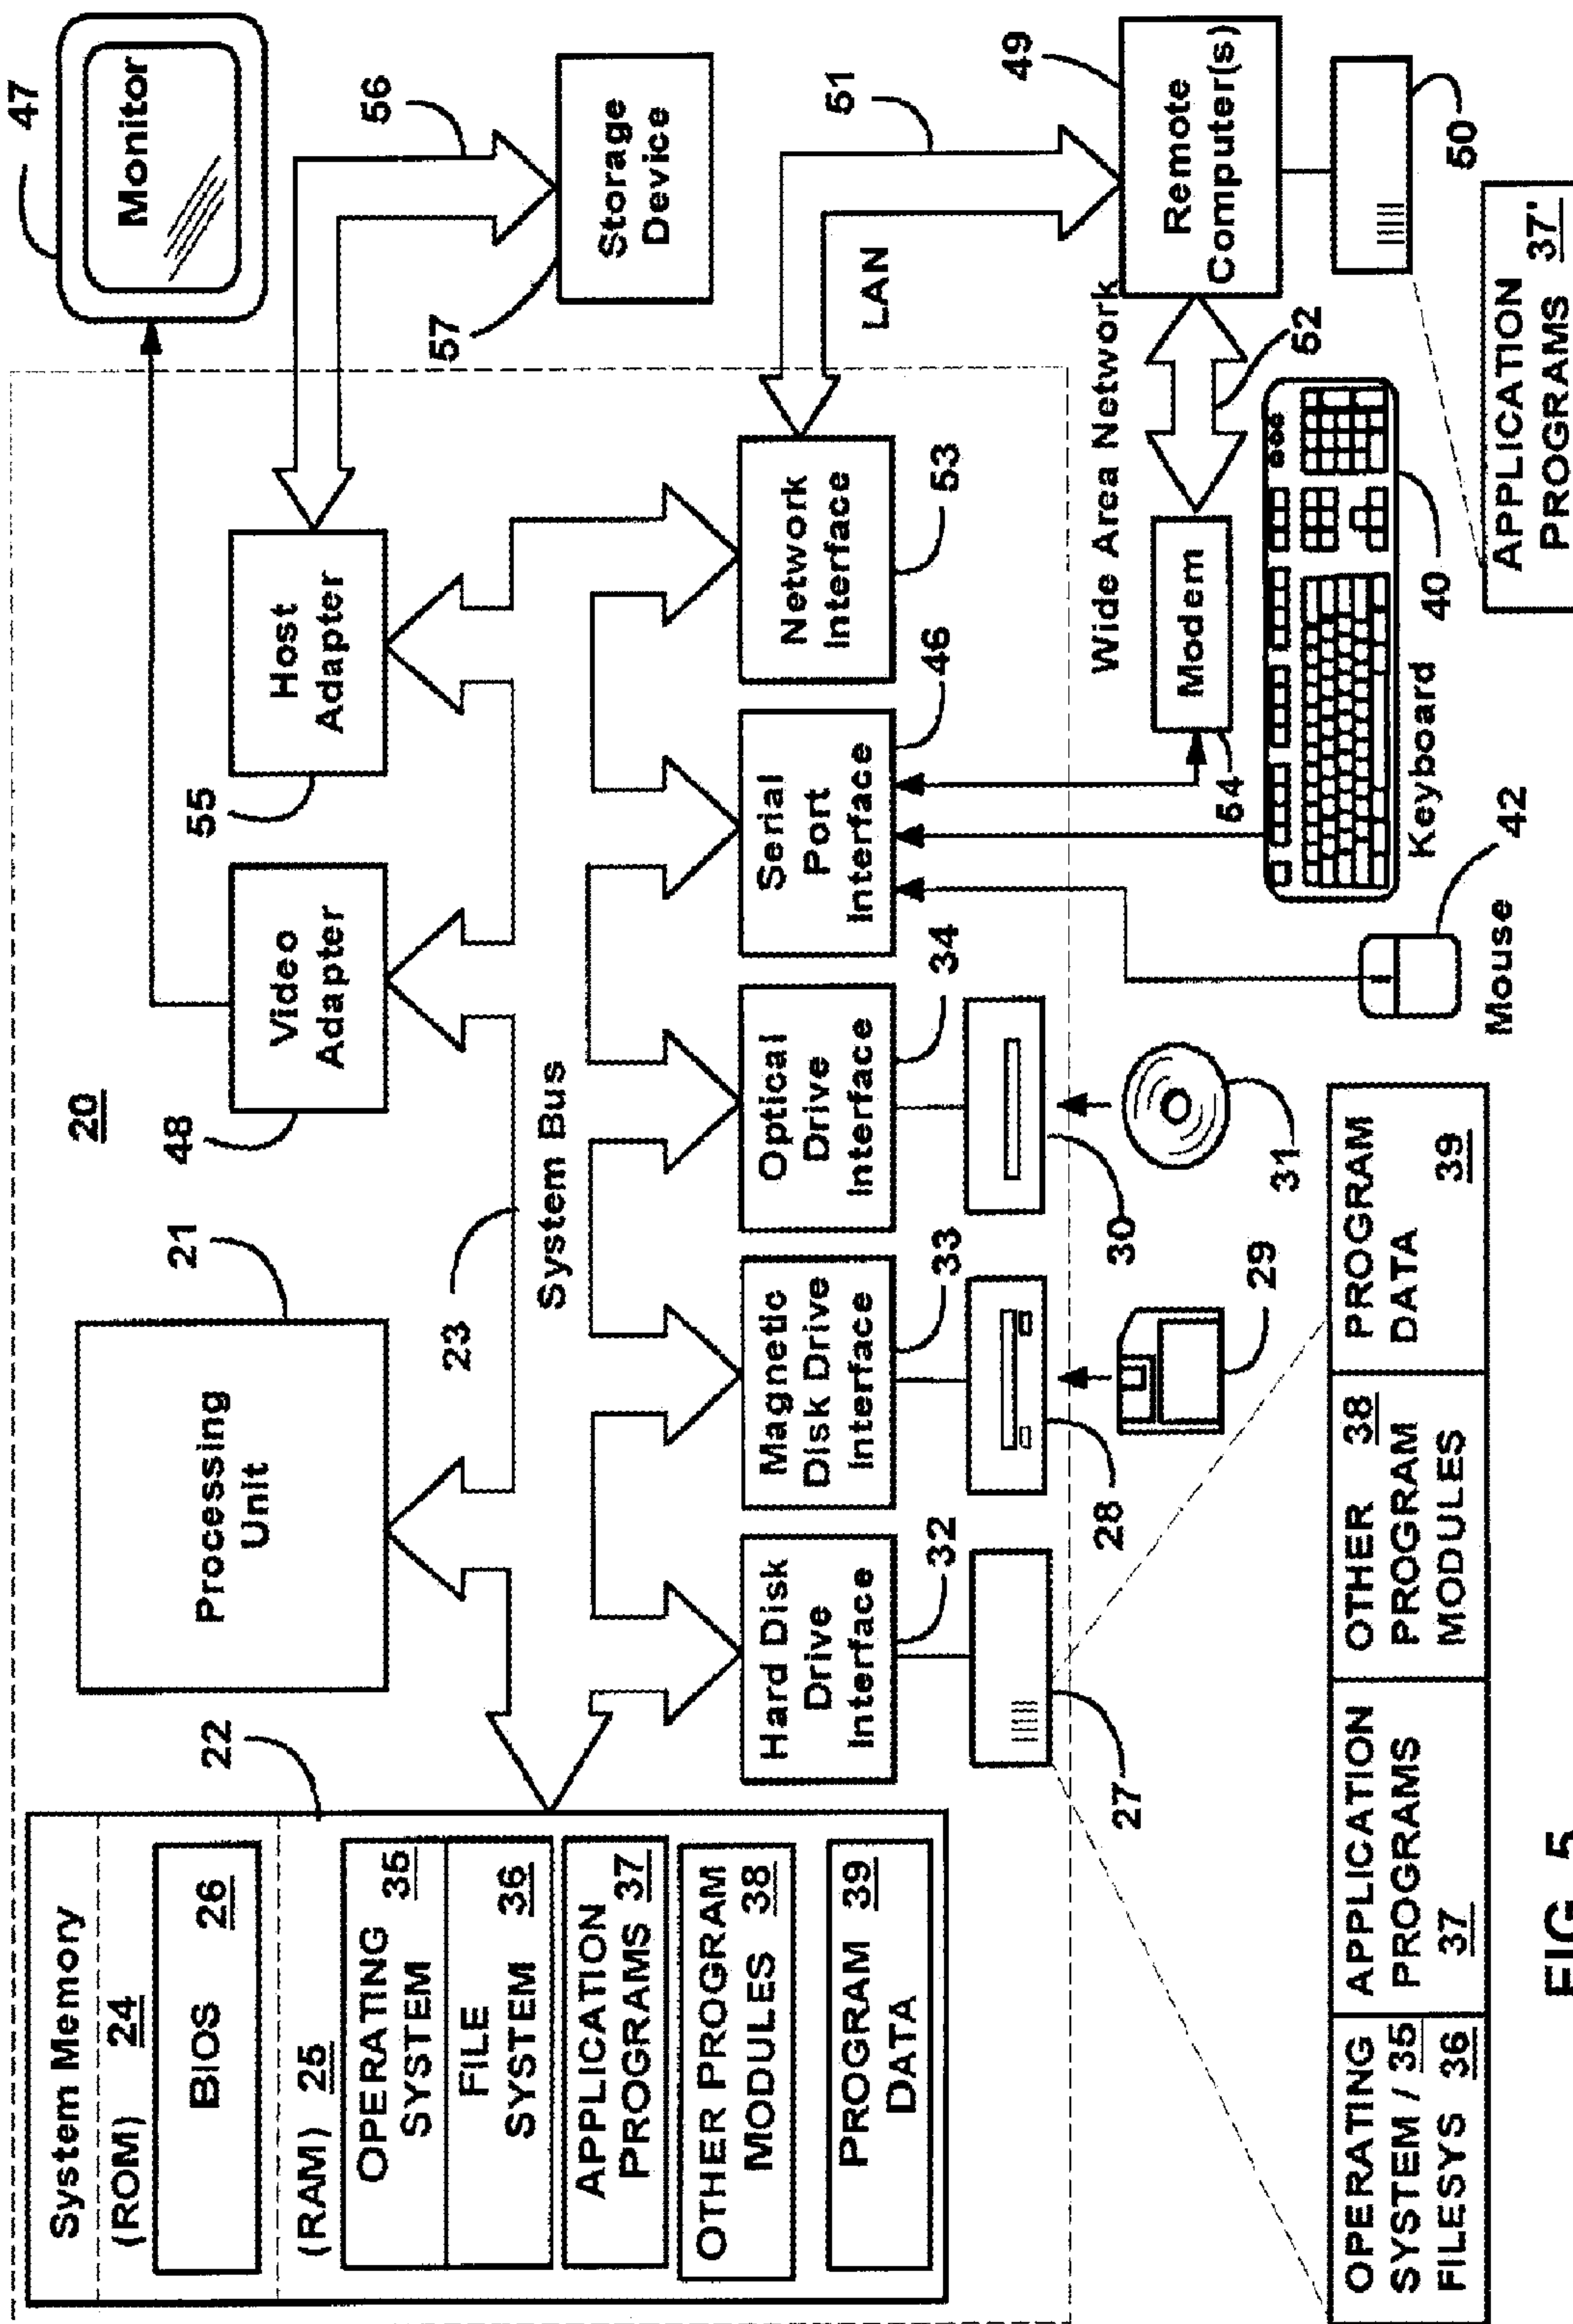 System Memory
(ROM) 24
BIOS 26
(RAM) 25
OPERATING
SYSTEM 35
FILE
SYSTEM 36
APPLICATION
PROGRAMS 37
OTHER PROGRAM
MODULES 38
PROGRAM 39
DATA
22
Processing
Unit
21
20
Video
Adapter
48
Host
Adapter
55
Monitor
47
56
Storage
Device
57
23
System Bus
Hard Disk
Drive
Interface
32
Magnetic
Disk Drive
Interface
33
Optical
Drive
Interface
34
Serial
Port
Interface
46
Network
Interface
53
LAN
51
27
28
29
30
31
Wide Area Network
Modem
54
52
Remote
Computer(s)
49
50
Keyboard
40
Mouse
42
OPERATING
SYSTEM / 35
FILESYS 36
APPLICATION
PROGRAMS
37
OTHER 38
PROGRAM
MODULES
PROGRAM
DATA
39
APPLICATION
PROGRAMS 37'
FIG. 5